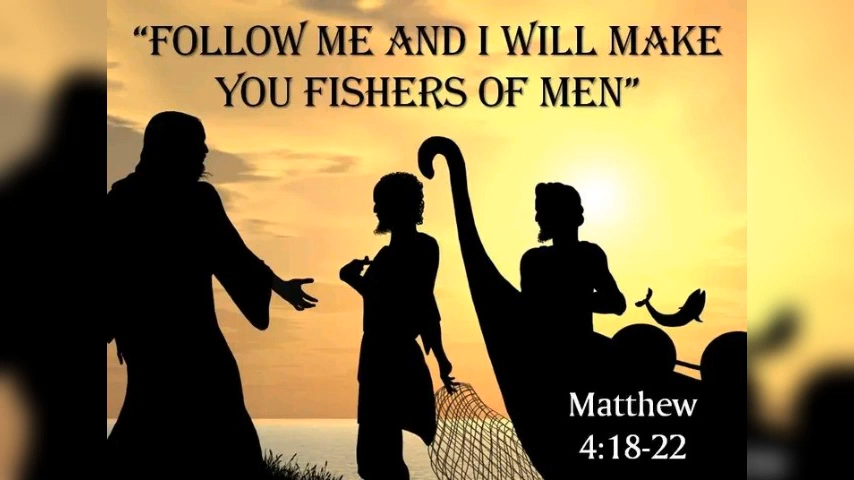 “FOLLOW ME AND I WILL MAKE
YOU FISHERS OF MEN”
Matthew
4:18-22